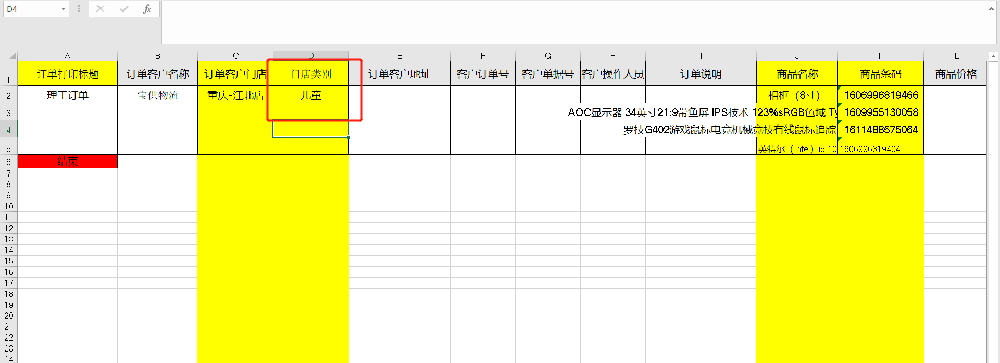 D4
fx
A B C D E F G H I J K L
1 订单打印标题 订单客户名称 订单客户门店 门店类别 订单客户地址 客户订单号 客户单据号 客户操作人员 订单说明 商品名称 商品条码 商品价格
2 理工订单 宝供物流 重庆-江北店 儿童 相框（8寸） 1606996819466
3 AOC显示器 34英寸21:9带鱼屏 IPS技术 123%sRGB色域 Ty 1609955130058
4 罗技G402游戏鼠标电竞机械竞技有线鼠标追踪 1611488575064
5 英特尔（Intel）i5-10 1606996819404
6 结束
7
8
9
10
11
12
13
14
15
16
17
18
19
20
21
22
23
24